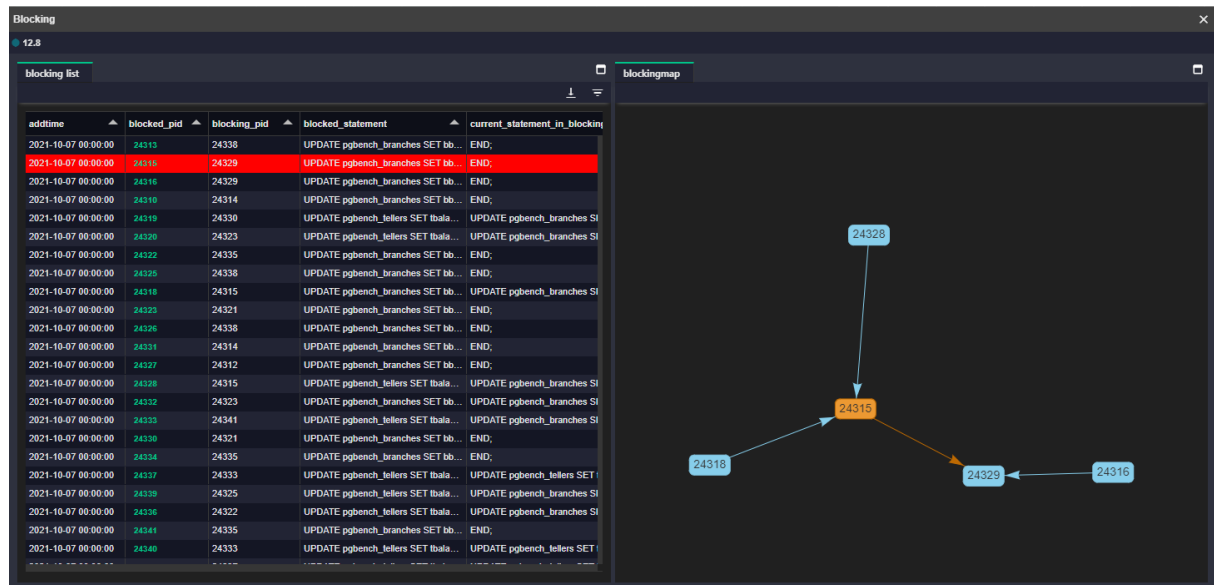 Blocking
12.8
blocking list
addtime blocked_pid blocking_pid blocked_statement current_statement_in_blocking
2021-10-07 00:00:00 24313 24338 UPDATE pgbench_branches SET bb... END;
2021-10-07 00:00:00 24315 24329 UPDATE pgbench_branches SET bb... END;
2021-10-07 00:00:00 24316 24329 UPDATE pgbench_branches SET bb... END;
2021-10-07 00:00:00 24310 24314 UPDATE pgbench_branches SET bb... END;
2021-10-07 00:00:00 24319 24330 UPDATE pgbench_tellers SET tbala... UPDATE pgbench_branches SI
2021-10-07 00:00:00 24320 24323 UPDATE pgbench_tellers SET tbala... UPDATE pgbench_branches SI
2021-10-07 00:00:00 24322 24335 UPDATE pgbench_branches SET bb... END;
2021-10-07 00:00:00 24325 24338 UPDATE pgbench_branches SET bb... END;
2021-10-07 00:00:00 24318 24315 UPDATE pgbench_branches SET bb... UPDATE pgbench_branches SI
2021-10-07 00:00:00 24323 24321 UPDATE pgbench_branches SET bb... END;
2021-10-07 00:00:00 24326 24338 UPDATE pgbench_branches SET bb... END;
2021-10-07 00:00:00 24331 24314 UPDATE pgbench_branches SET bb... END;
2021-10-07 00:00:00 24327 24312 UPDATE pgbench_branches SET bb... END;
2021-10-07 00:00:00 24328 24315 UPDATE pgbench_tellers SET tbala... UPDATE pgbench_branches SI
2021-10-07 00:00:00 24332 24323 UPDATE pgbench_branches SET bb... UPDATE pgbench_branches SI
2021-10-07 00:00:00 24333 24341 UPDATE pgbench_tellers SET tbala... UPDATE pgbench_branches SI
2021-10-07 00:00:00 24330 24321 UPDATE pgbench_branches SET bb... END;
2021-10-07 00:00:00 24334 24335 UPDATE pgbench_branches SET bb... END;
2021-10-07 00:00:00 24337 24333 UPDATE pgbench_tellers SET tbala... UPDATE pgbench_tellers SET
2021-10-07 00:00:00 24339 24325 UPDATE pgbench_tellers SET tbala... UPDATE pgbench_branches SI
2021-10-07 00:00:00 24336 24322 UPDATE pgbench_tellers SET tbala... UPDATE pgbench_branches SI
2021-10-07 00:00:00 24341 24335 UPDATE pgbench_branches SET bb... END;
2021-10-07 00:00:00 24340 24333 UPDATE pgbench_tellers SET tbala... UPDATE pgbench_tellers SET
blockingmap
24328
24315
24318
24329
24316